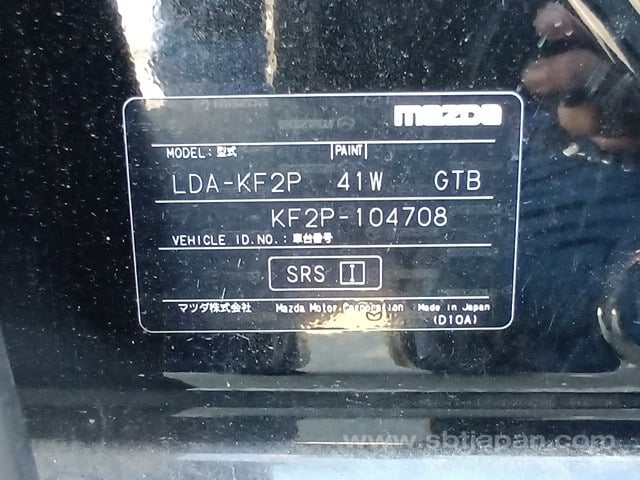 mazda
MODEL: 型式 PAINT
LDA-KF2P 41W GTB
KF2P-104708
VEHICLE ID.NO.: 車台番号
SRS I
マツダ株式会社 Mazda Motor Corporation Made in Japan
(D10A)
www.sbtjapan.com